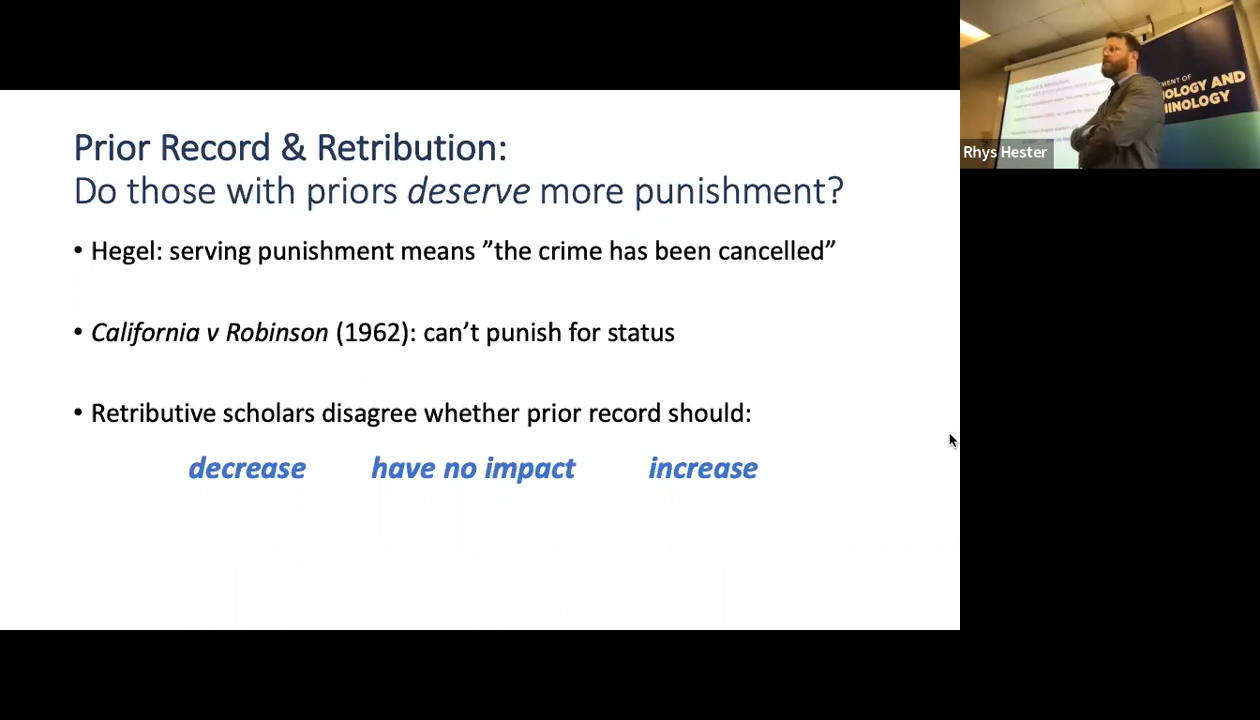 Prior Record & Retribution:
Do those with priors deserve more punishment?
• Hegel: serving punishment means ”the crime has been cancelled”
• California v Robinson (1962): can’t punish for status
• Retributive scholars disagree whether prior record should:
decrease have no impact increase
MENT OF
OLOGY AND
INOLOGY
Rhys Hester